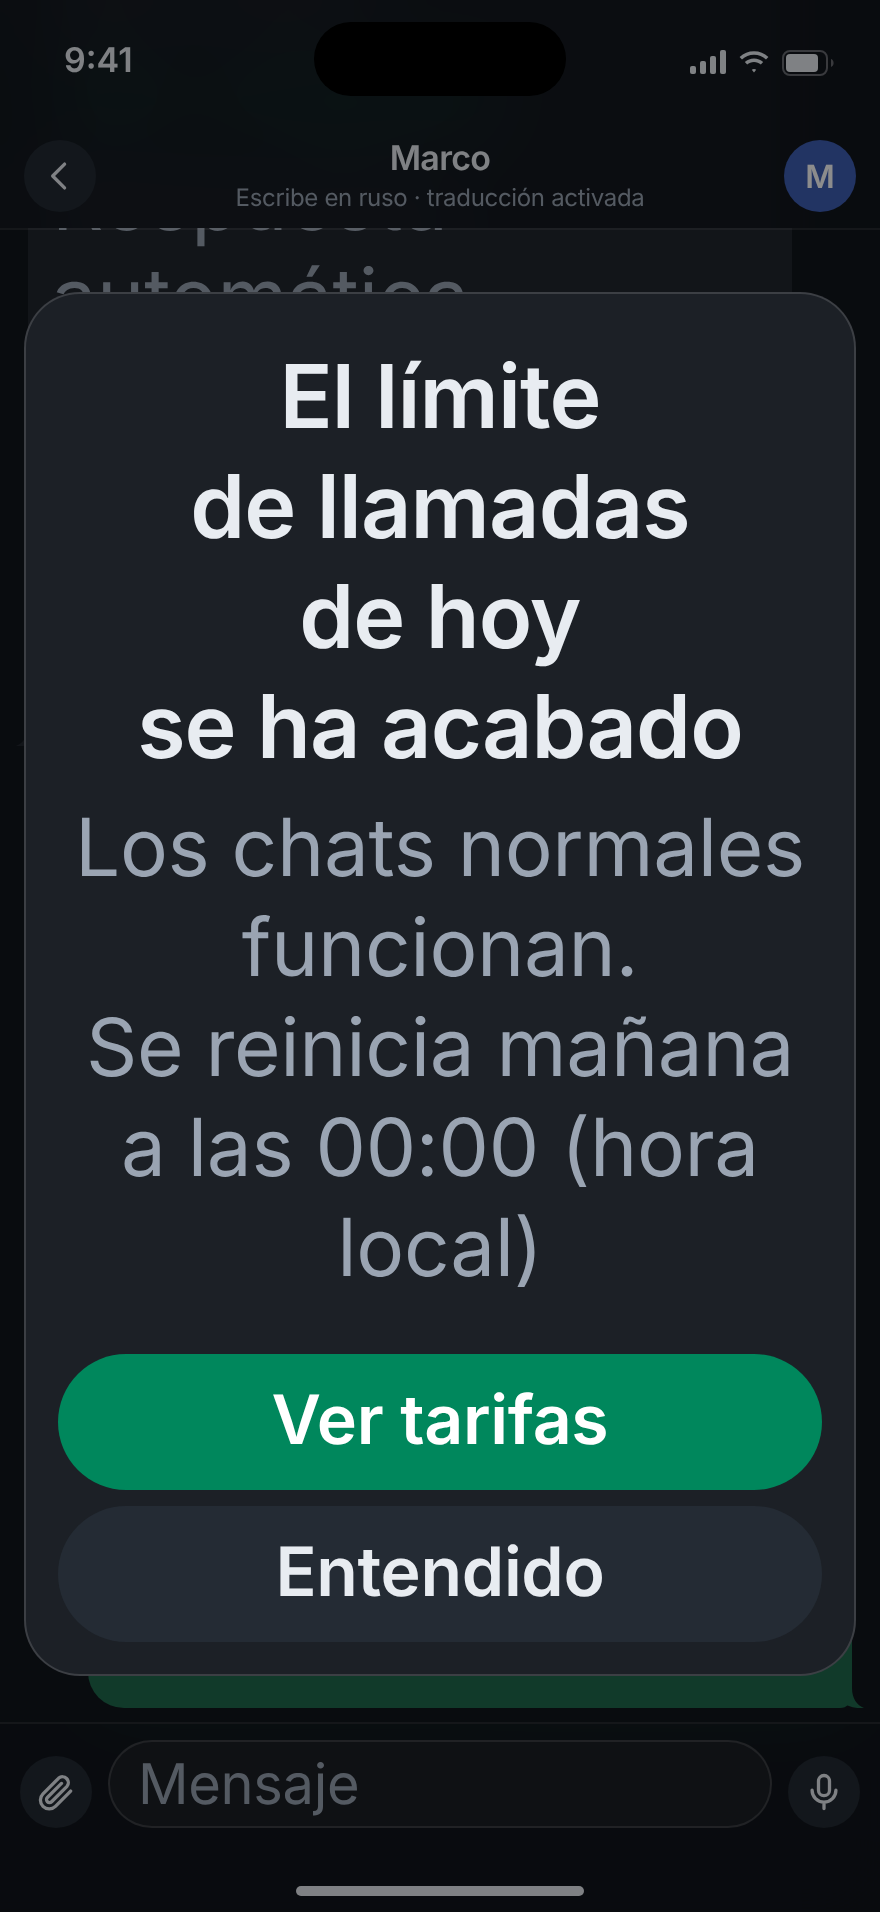 9:41
Marco
Escribe en ruso · traducción activada
M
automática
El límite
de llamadas
de hoy
se ha acabado
Los chats normales
funcionan.
Se reinicia mañana
a las 00:00 (hora
local)
Ver tarifas
Entendido
Mensaje